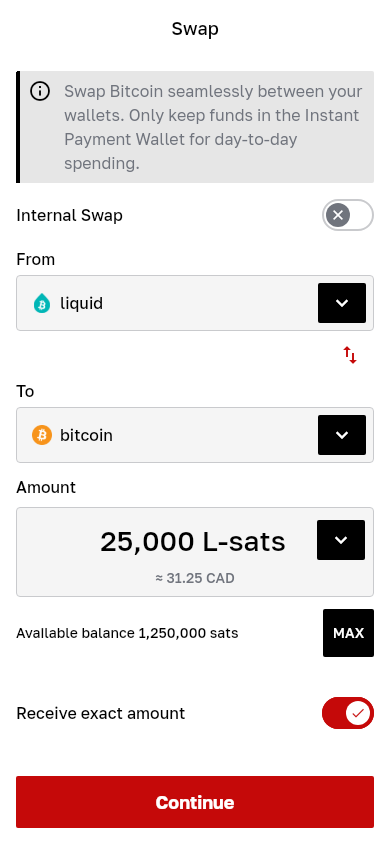 Swap
Swap Bitcoin seamlessly between your
wallets. Only keep funds in the Instant
Payment Wallet for day-to-day
spending.
Internal Swap
From
liquid
To
bitcoin
Amount
25,000 L-sats
≈ 31.25 CAD
Available balance 1,250,000 sats
MAX
Receive exact amount
Continue